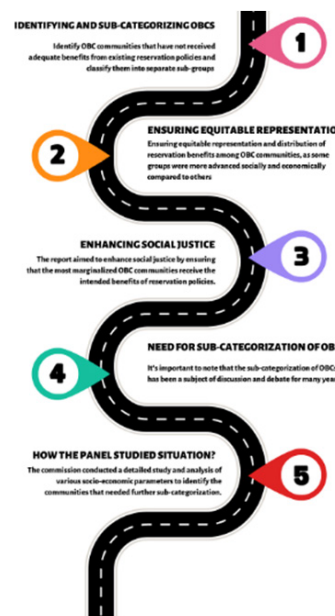 IDENTIFYING AND SUB-CATEGORIZING OBCS
1
Identify OBC communities that have not received
adequate benefits from existing reservation policies and
classify them into separate sub-groups
2
ENSURING EQUITABLE REPRESENTATIO
Ensuring equitable representation and distribution of
reservation benefits among OBC communities, as some
groups were more advanced socially and economically
compared to others
ENHANCING SOCIAL JUSTICE
3
The report aimed to enhance social justice by ensuring
that the most marginalized OBC communities receive the
intended benefits of reservation policies.
NEED FOR SUB-CATEGORIZATION OF OB
4
It's important to note that the sub-categorization of OBCs
has been a subject of discussion and debate for many year
HOW THE PANEL STUDIED SITUATION?
5
The commission conducted a detailed study and analysis of
various socio-economic parameters to identify the
communities that needed further sub-categorization.